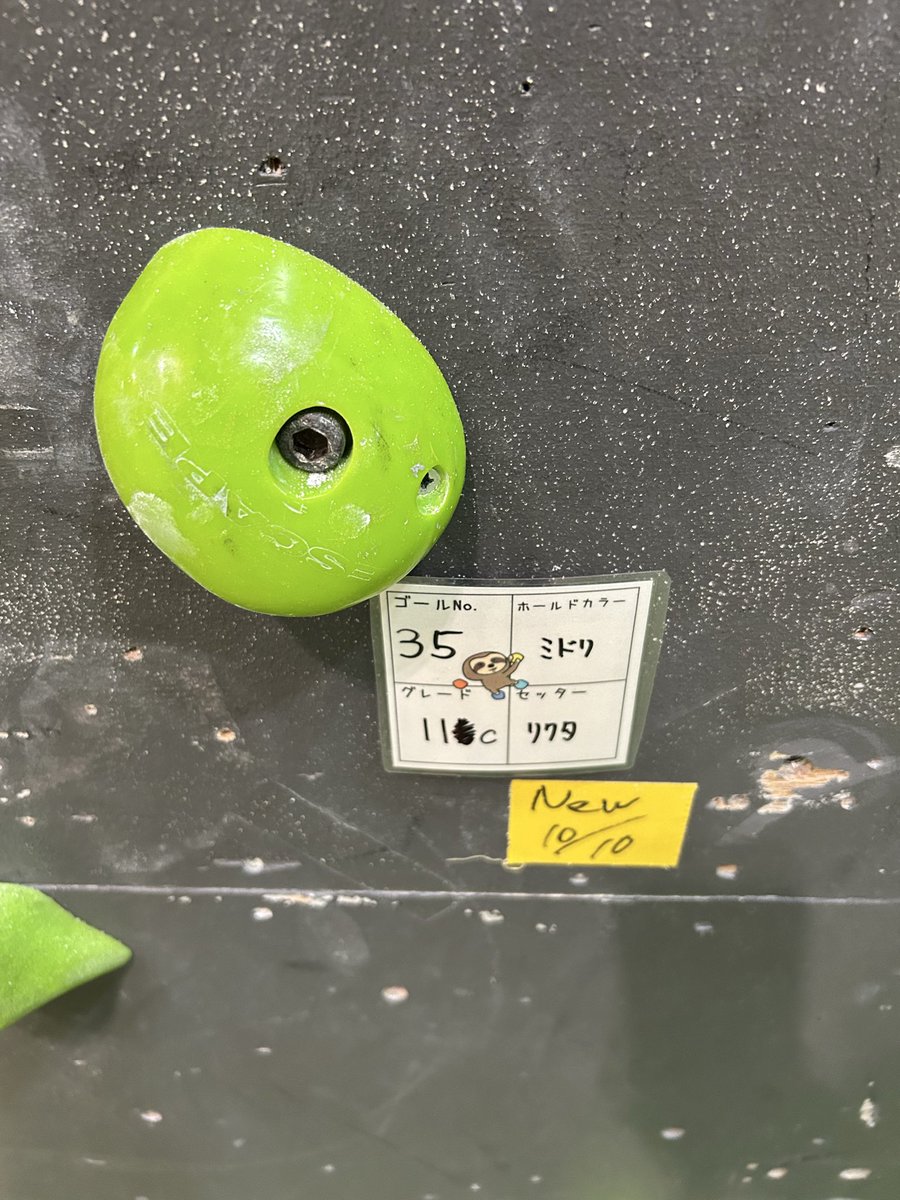 ゴールNo.
ホールドカラー
35
ミドリ
グレード
セッター
11 c
リクタ
New
10/10